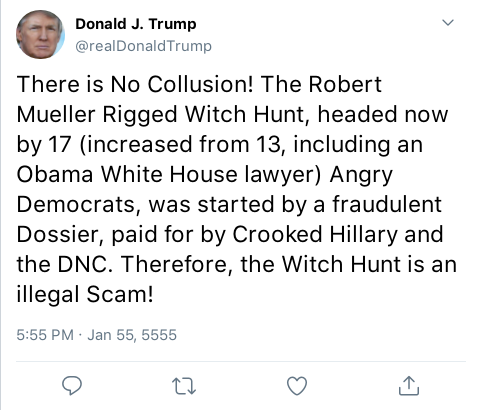 Donald J. Trump
@realDonaldTrump
There is No Collusion! The Robert
Mueller Rigged Witch Hunt, headed now
by 17 (increased from 13, including an
Obama White House lawyer) Angry
Democrats, was started by a fraudulent
Dossier, paid for by Crooked Hillary and
the DNC. Therefore, the Witch Hunt is an
illegal Scam!
5:55 PM · Jan 55, 5555